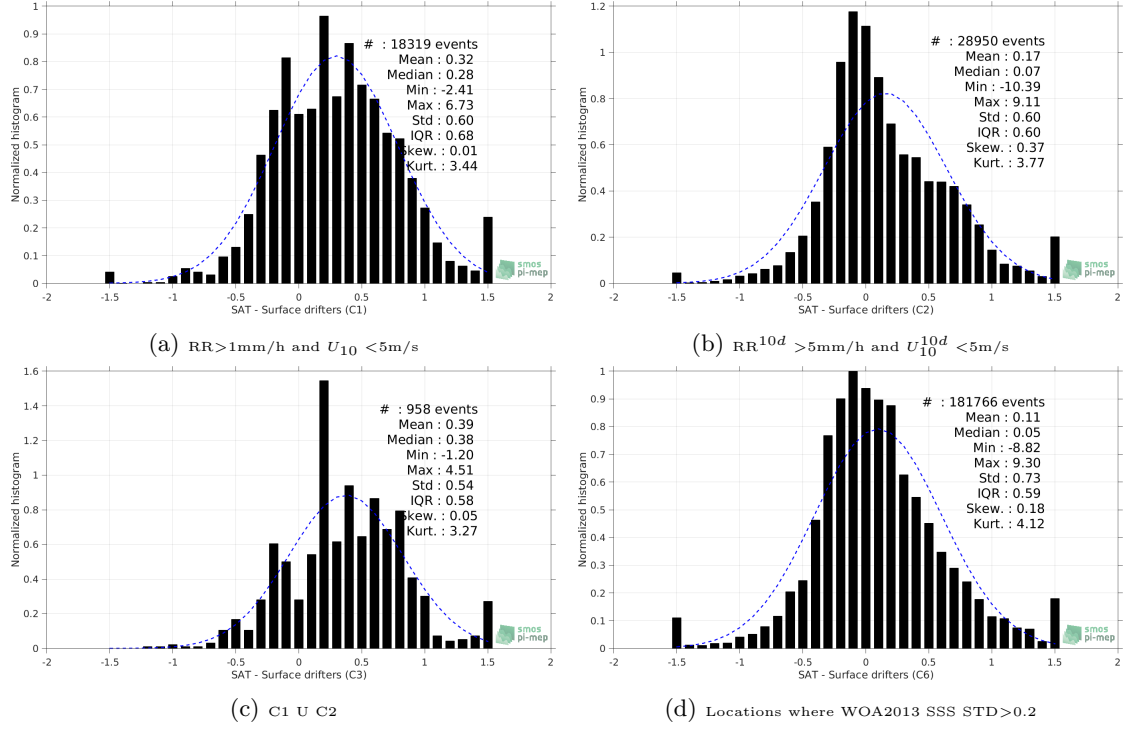 1
0.9
0.8
0.7
0.6
0.5
0.4
0.3
0.2
0.1
0
Normalized histogram
-2
-1.5
-1
-0.5
0
0.5
1
1.5
2
SAT - Surface drifters (C1)
# : 18319 events
Mean : 0.32
Median : 0.28
Min : -2.41
Max : 6.73
Std : 0.60
IQR : 0.68
Skew. : 0.01
Kurt. : 3.44
smos
pi-mep
(a) RR>1mm/h and U10 <5m/s
1.2
1
0.8
0.6
0.4
0.2
0
Normalized histogram
-2
-1.5
-1
-0.5
0
0.5
1
1.5
2
SAT - Surface drifters (C2)
# : 28950 events
Mean : 0.17
Median : 0.07
Min : -10.39
Max : 9.11
Std : 0.60
IQR : 0.60
Skew. : 0.37
Kurt. : 3.77
smos
pi-mep
(b) RR^10d >5mm/h and U10^10d <5m/s
1.6
1.4
1.2
1
0.8
0.6
0.4
0.2
0
Normalized histogram
-2
-1.5
-1
-0.5
0
0.5
1
1.5
2
SAT - Surface drifters (C3)
# : 958 events
Mean : 0.39
Median : 0.38
Min : -1.20
Max : 4.51
Std : 0.54
IQR : 0.58
Skew. : 0.05
Kurt. : 3.27
smos
pi-mep
(c) C1 U C2
1
0.9
0.8
0.7
0.6
0.5
0.4
0.3
0.2
0.1
0
Normalized histogram
-2
-1.5
-1
-0.5
0
0.5
1
1.5
2
SAT - Surface drifters (C6)
# : 181766 events
Mean : 0.11
Median : 0.05
Min : -8.82
Max : 9.30
Std : 0.73
IQR : 0.59
Skew. : 0.18
Kurt. : 4.12
smos
pi-mep
(d) Locations where WOA2013 SSS STD>0.2